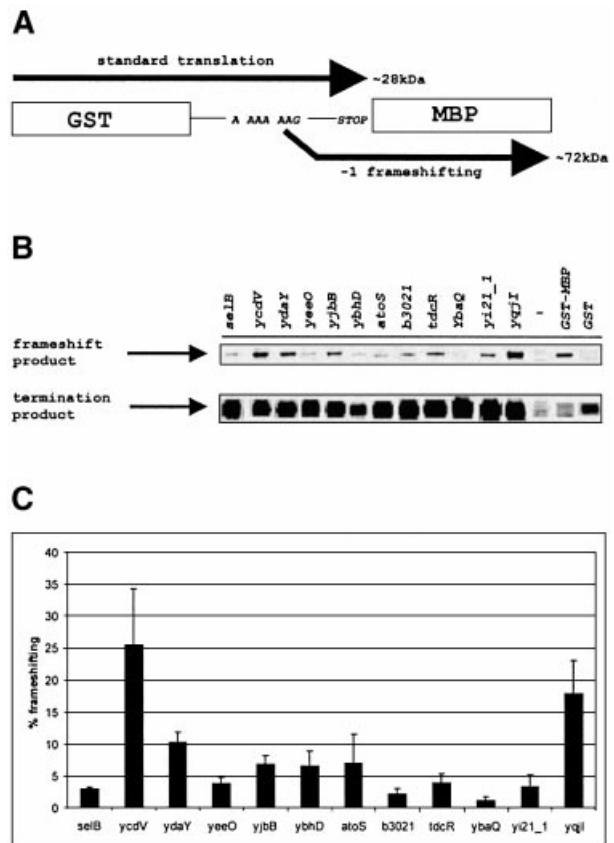 A
standard translation
~28kDa
GST
A AAA AAG
STOP
MBP
-1 frameshifting
~72kDa
B
selB
ycdV
ydaY
yeeO
yjbB
ybhD
atoS
b3021
tdcR
YbaQ
yi21_1
yqjI
-
GST-MBP
GST
frameshift
product
termination
product
C
40
35
30
25
20
15
10
5
0
% frameshifting
selB ycdV ydaY yeeO yjbB ybhD atoS b3021 tdcR ybaQ yi21_1 yqjI